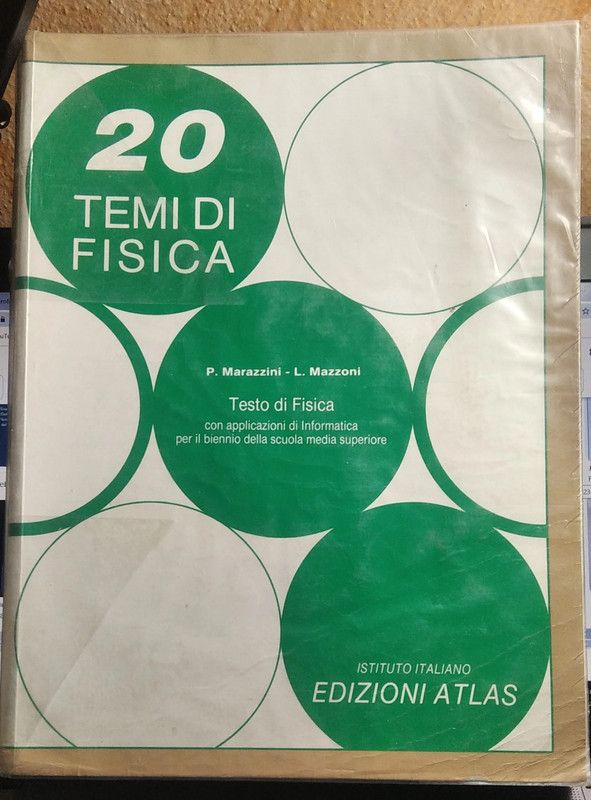 20
TEMI DI
FISICA
P. Marazzini - L. Mazzoni
Testo di Fisica
con applicazioni di Informatica
per il biennio della scuola media superiore
ISTITUTO ITALIANO
EDIZIONI ATLAS